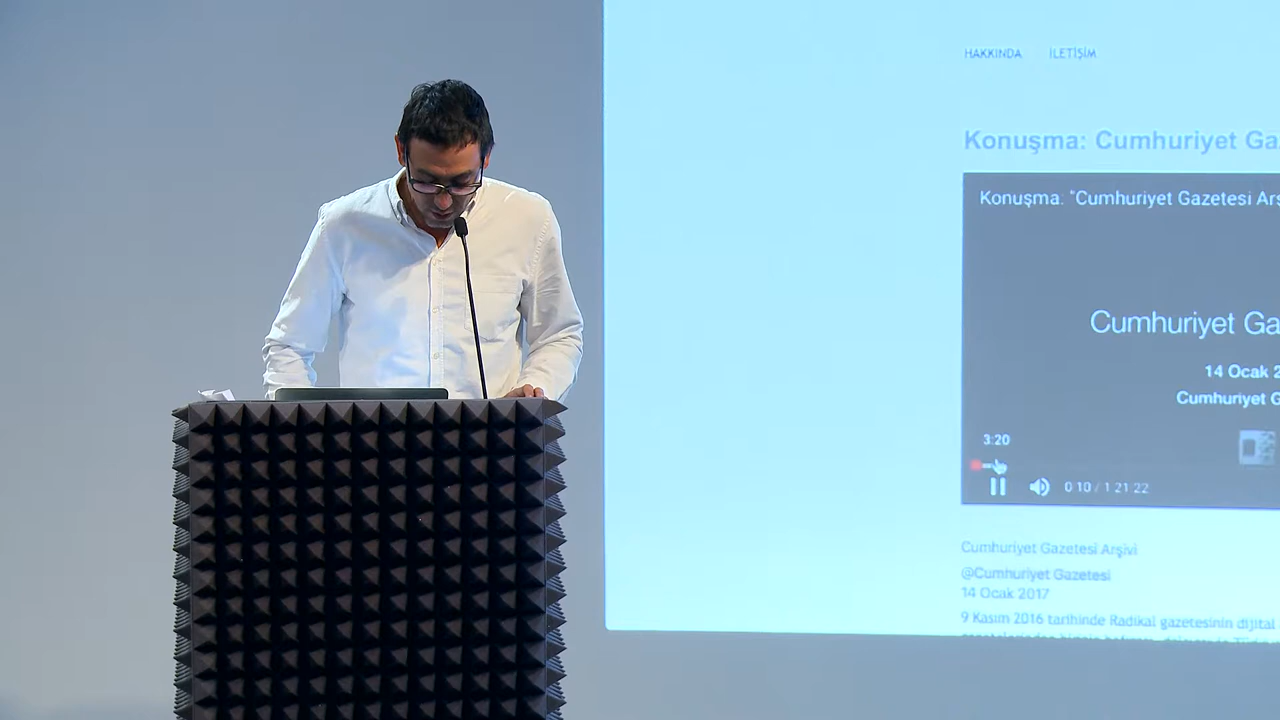 HAKKINDA İLETİŞİM
Konuşma: Cumhuriyet Ga
Konuşma. "Cumhuriyet Gazetesi Arş
Cumhuriyet Ga
14 Ocak 2
Cumhuriyet G
3:20
0:10 / 1:21:22
Cumhuriyet Gazetesi Arşivi
@Cumhuriyet Gazetesi
14 Ocak 2017
9 Kasım 2016 tarihinde Radikal gazetesinin dijital